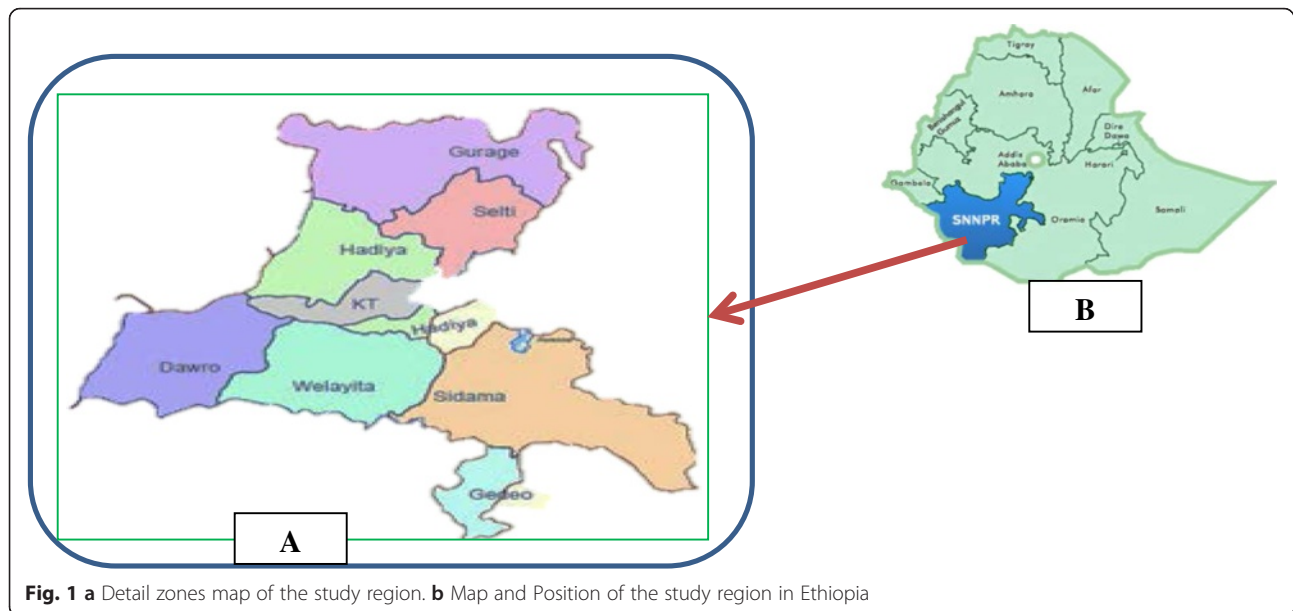 Gurage
Selti
Hadiya
KT
Hadiya
Dawro
Welayita
Sidama
Gedeo
A
Tigray
Amhara
Afar
Benishangul
Gumuz
Dire
Dawa
Addis
Ababa
Harari
Gambela
SNNPR
Oromia
Somali
B
Fig. 1 a Detail zones map of the study region. b Map and Position of the study region in Ethiopia